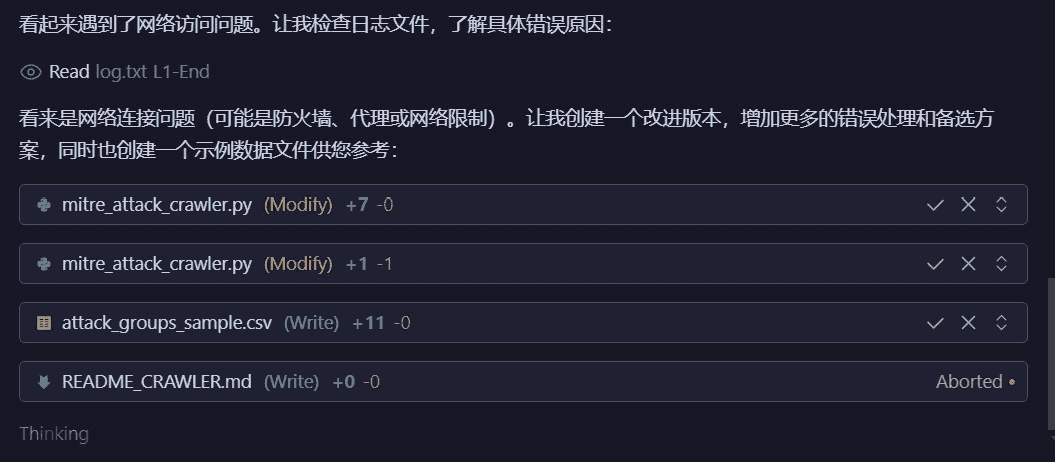 看起来遇到了网络访问问题。让我检查日志文件，了解具体错误原因：
Read log.txt L1-End
看来是网络连接问题（可能是防火墙、代理或网络限制）。让我创建一个改进版本，增加更多的错误处理和备选方
案，同时也创建一个示例数据文件供您参考：
mitre_attack_crawler.py (Modify) +7 -0
mitre_attack_crawler.py (Modify) +1 -1
attack_groups_sample.csv (Write) +11 -0
README_CRAWLER.md (Write) +0 -0 Aborted
Thinking